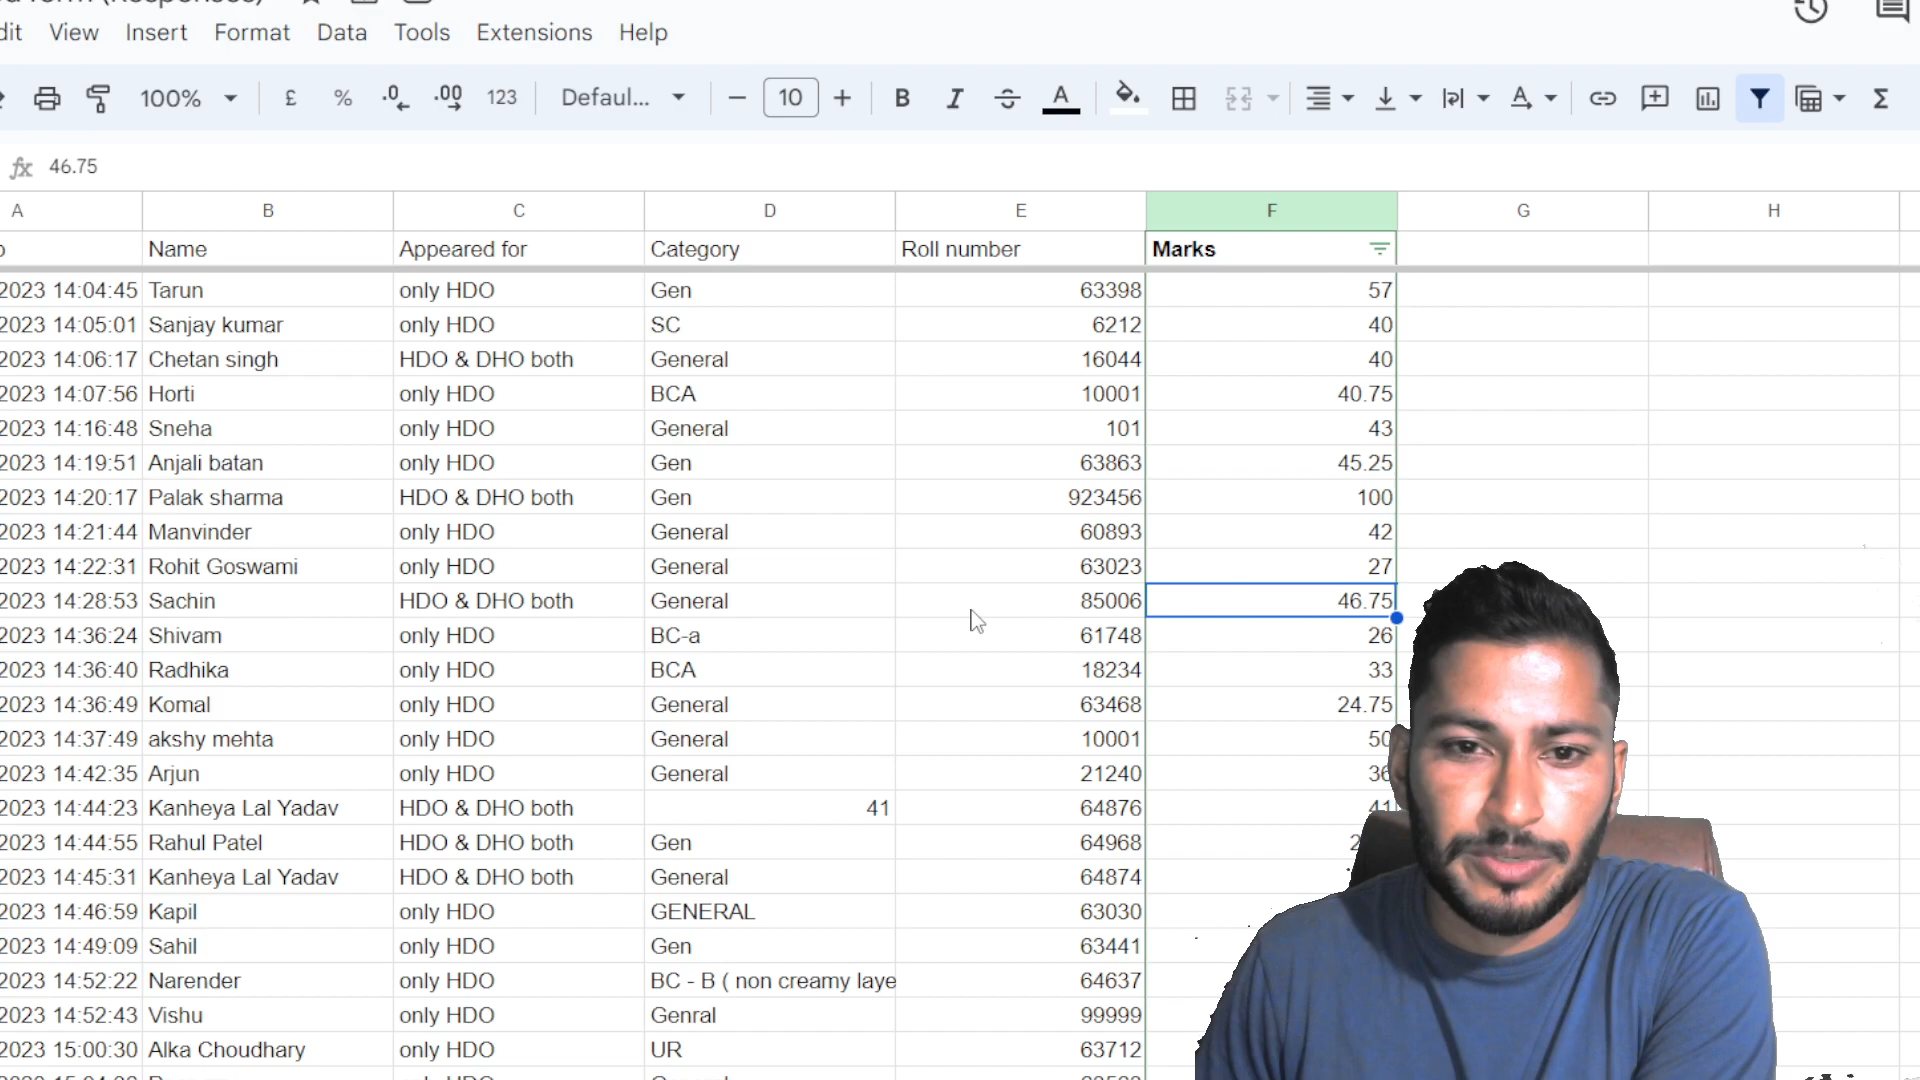 View Insert Format Data Tools Extensions Help
100% £ % .0 .00 123 Defaul... − 10 + B I A Σ
fx 46.75
A B C D E F G H
Name Appeared for Category Roll number Marks
2023 14:04:45 Tarun only HDO Gen 63398 57
2023 14:05:01 Sanjay kumar only HDO SC 6212 40
2023 14:06:17 Chetan singh HDO & DHO both General 16044 40
2023 14:07:56 Horti only HDO BCA 10001 40.75
2023 14:16:48 Sneha only HDO General 101 43
2023 14:19:51 Anjali batan only HDO Gen 63863 45.25
2023 14:20:17 Palak sharma HDO & DHO both Gen 923456 100
2023 14:21:44 Manvinder only HDO General 60893 42
2023 14:22:31 Rohit Goswami only HDO General 63023 27
2023 14:28:53 Sachin HDO & DHO both General 85006 46.75
2023 14:36:24 Shivam only HDO BC-a 61748 26
2023 14:36:40 Radhika only HDO BCA 18234 33
2023 14:36:49 Komal only HDO General 63468 24.75
2023 14:37:49 akshy mehta only HDO General 10001 50
2023 14:42:35 Arjun only HDO General 21240 36
2023 14:44:23 Kanheya Lal Yadav HDO & DHO both 41 64876 41
2023 14:44:55 Rahul Patel HDO & DHO both Gen 64968
2023 14:45:31 Kanheya Lal Yadav HDO & DHO both General 64874
2023 14:46:59 Kapil only HDO GENERAL 63030
2023 14:49:09 Sahil only HDO Gen 63441
2023 14:52:22 Narender only HDO BC - B ( non creamy laye 64637
2023 14:52:43 Vishu only HDO Genral 99999
2023 15:00:30 Alka Choudhary only HDO UR 63712